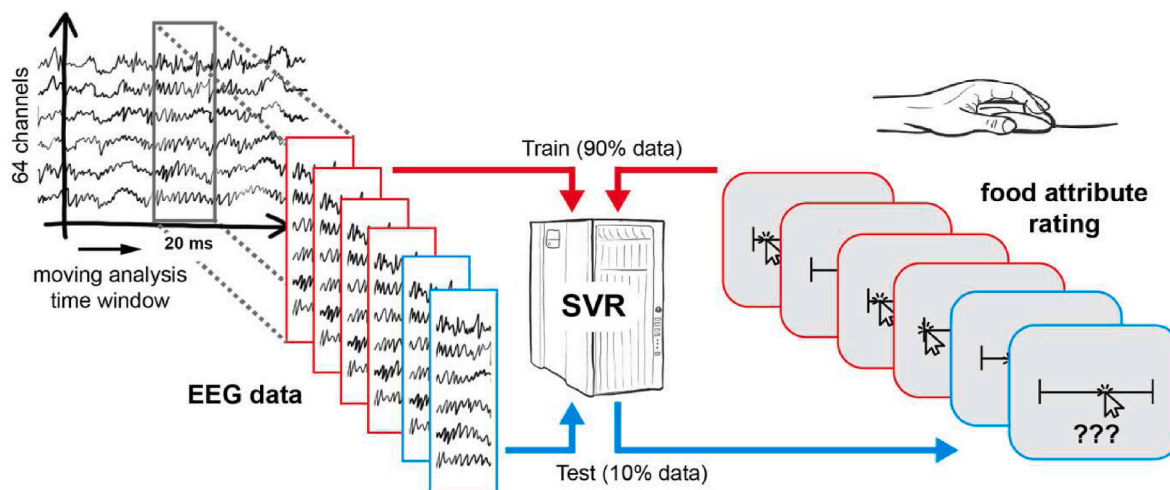 64 channels
20 ms
moving analysis
time window
EEG data
Train (90% data)
SVR
Test (10% data)
food attribute
rating
???